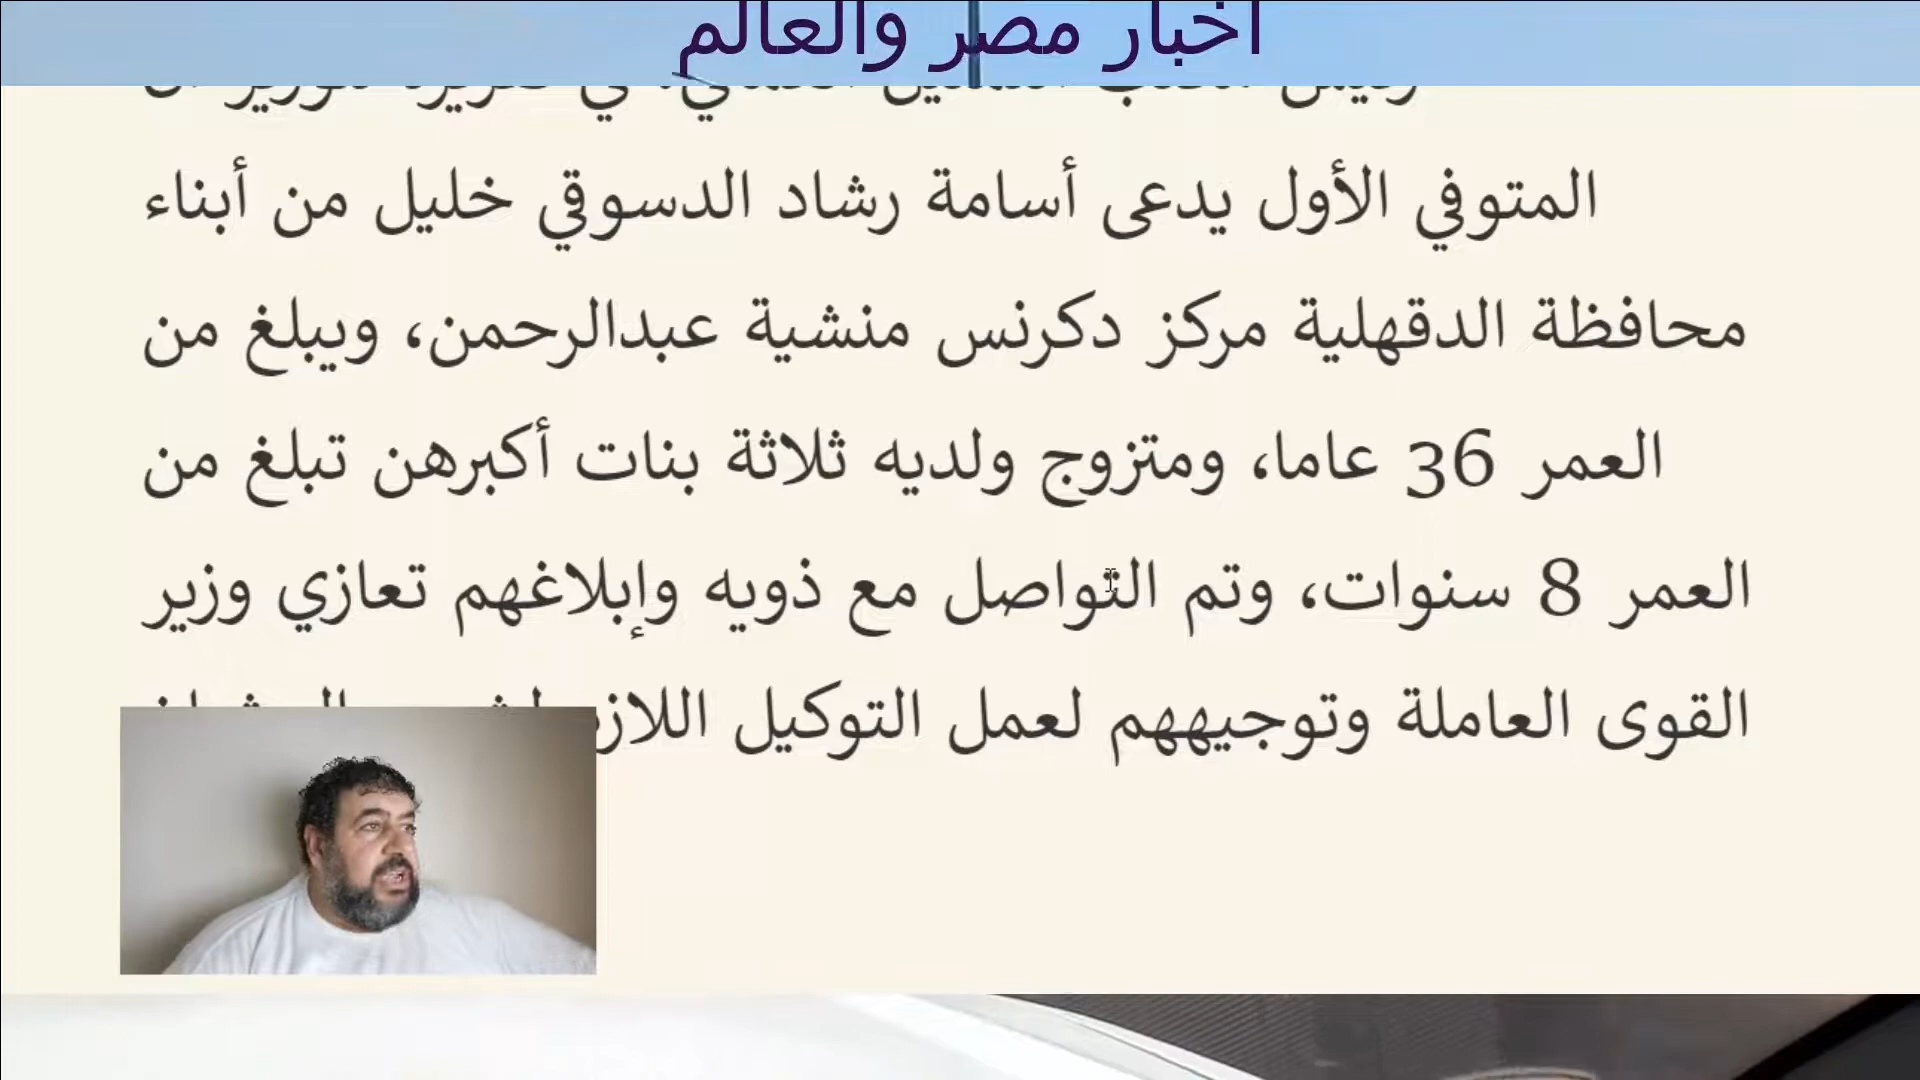 أخبار مصر والعالم
المتوفي الأول يدعى أسامة رشاد الدسوقي خليل من أبناء
محافظة الدقهلية مركز دكرنس منشية عبدالرحمن، ويبلغ من
العمر 36 عاما، ومتزوج ولديه ثلاثة بنات أكبرهن تبلغ من
العمر 8 سنوات، وتم التواصل مع ذويه وإبلاغهم تعازي وزير
القوى العاملة وتوجيههم لعمل التوكيل